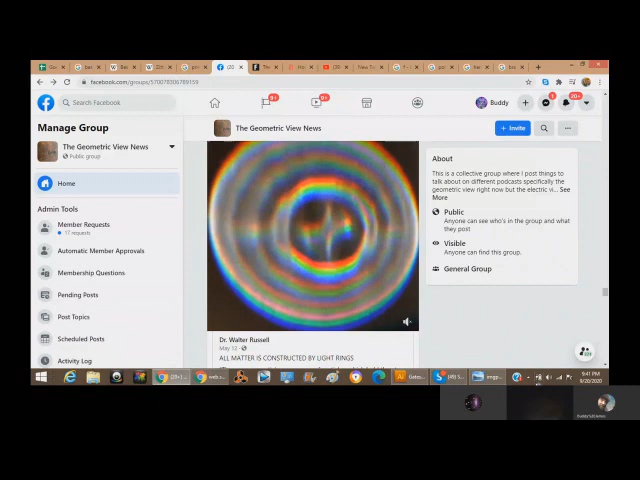 facebook.com/groups/570078306789159
Search Facebook
Buddy
Manage Group
The Geometric View News
Public group
Home
Admin Tools
Member Requests
17 requests
Automatic Member Approvals
Membership Questions
Pending Posts
Post Topics
Scheduled Posts
Activity Log
The Geometric View News
+ Invite
Dr. Walter Russell
May 12
ALL MATTER IS CONSTRUCTED BY LIGHT RINGS
About
This is a collective group where I post things to
talk about on different podcasts specifically the
geometric view right now but the electric vi... See
More
Public
Anyone can see who's in the group and what
they post
Visible
Anyone can find this group.
General Group
9:41 PM
9/20/2020